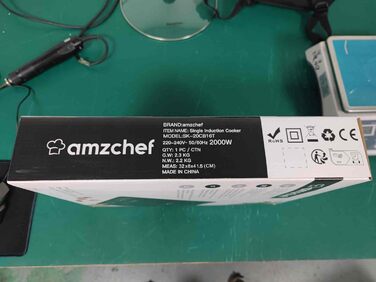 amzchef
BRAND:amzchef
ITEM NAME: Single Induction Cooker
MODEL:SK-20CB16T
220-240V~ 50/60Hz 2000W
QTY: 1 PC / CTN
G.W: 2.3 KG
N.W: 2.2 KG
MEAS: 32x8x41.5 (CM)
MADE IN CHINA
RoHS
CE